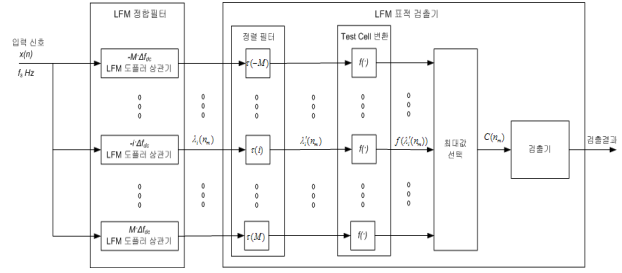 LFM 정합필터
LFM 표적 검출기
입력 신호
x(n)
fs Hz
-M·Δfdc
LFM 도플러 상관기
-i·Δfdc
LFM 도플러 상관기
M·Δfdc
LFM 도플러 상관기
λi(nm)
정렬 필터
τ(-M)
τ(i)
τ(M)
λ'i(nm)
Test Cell 변환
f(·)
f(·)
f(·)
f(λ'i(nm))
최대값
선택
C(nm)
검출기
검출결과